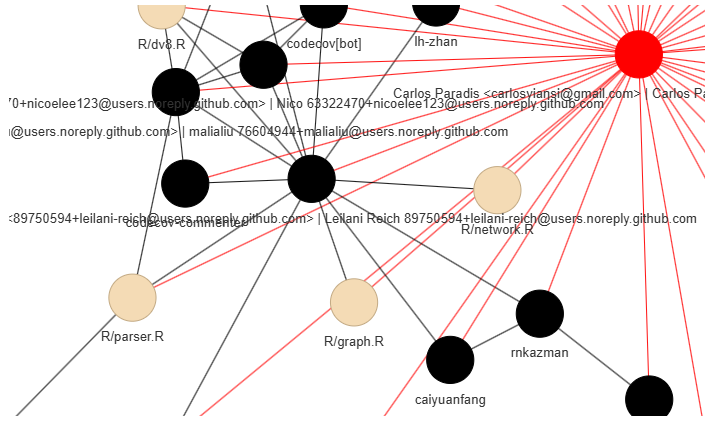 R/dv8.R
codecov[bot]
lh-zhan
Carlos Paradis <carlosviansi@gmail.com> | Carlos Pa
70+nicoelee123@users.noreply.github.com> | Nico 63322470+nicoelee123@users.noreply.github.com
@users.noreply.github.com> | malialiu 76604944+malialiu@users.noreply.github.com
<89750594+leilani-reich@users.noreply.github.com> | Leilani Reich 89750594+leilani-reich@users.noreply.github.com
codecov-commenter
R/network.R
R/parser.R
R/graph.R
rnkazman
caiyuanfang